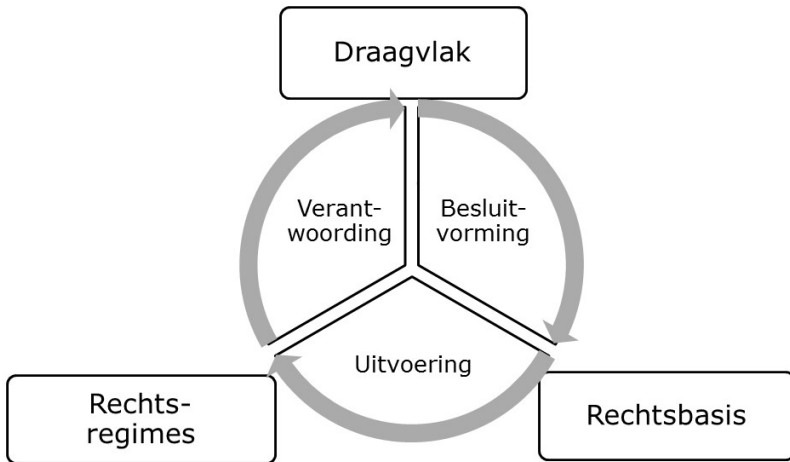 Draagvlak
Verant-
woording
Besluit-
vorming
Uitvoering
Rechts-
regimes
Rechtsbasis